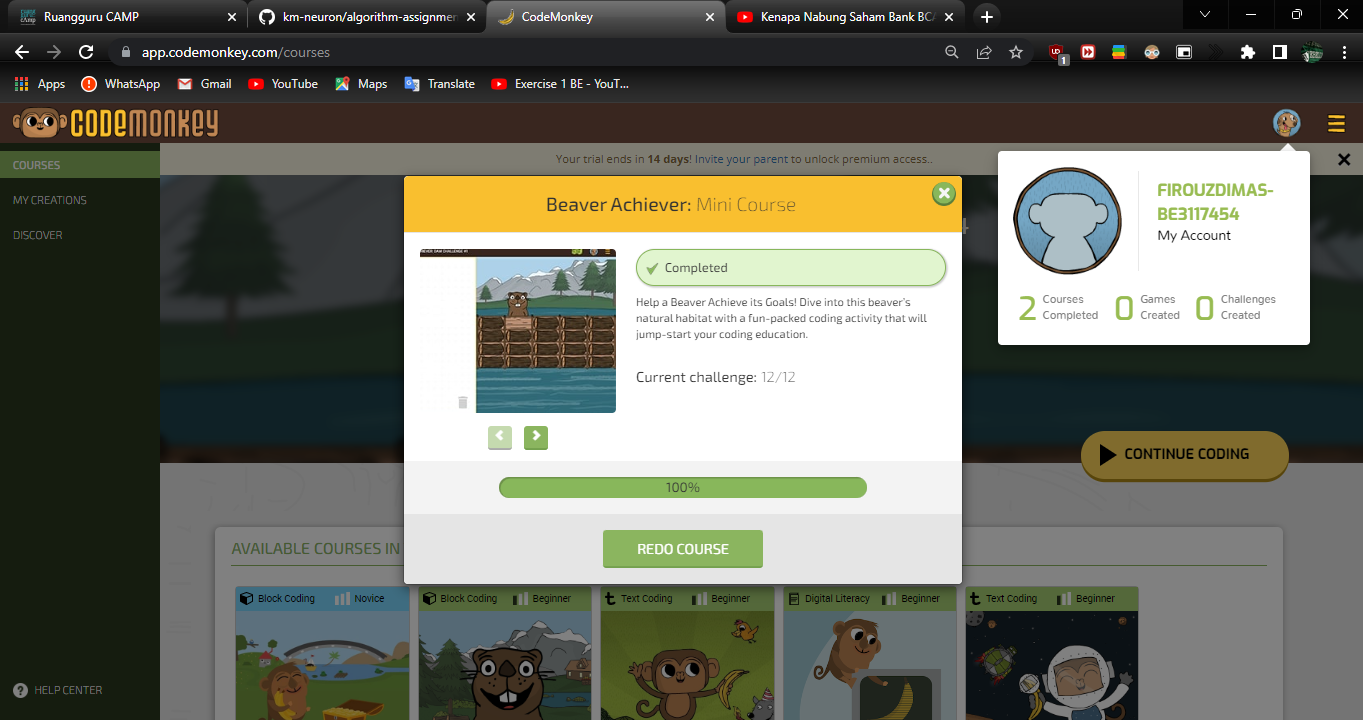 Ruangguru CAMP
km-neuron/algorithm-assignmen
CodeMonkey
Kenapa Nabung Saham Bank BCA
app.codemonkey.com/courses
1
Apps
WhatsApp
Gmail
YouTube
Maps
Translate
Exercise 1 BE - YouT...
CODEMONKEY
COURSES
MY CREATIONS
DISCOVER
HELP CENTER
Your trial ends in 14 days! Invite your parent to unlock premium access..
FIROUZDIMAS-
BE3117454
My Account
2 Courses Completed
0 Games Created
0 Challenges Created
Beaver Achiever: Mini Course
Completed
Help a Beaver Achieve its Goals! Dive into this beaver's
natural habitat with a fun-packed coding activity that will
jump-start your coding education.
Current challenge: 12/12
100%
REDO COURSE
CONTINUE CODING
AVAILABLE COURSES IN
Block Coding Novice
Block Coding Beginner
Text Coding Beginner
Digital Literacy Beginner
Text Coding Beginner